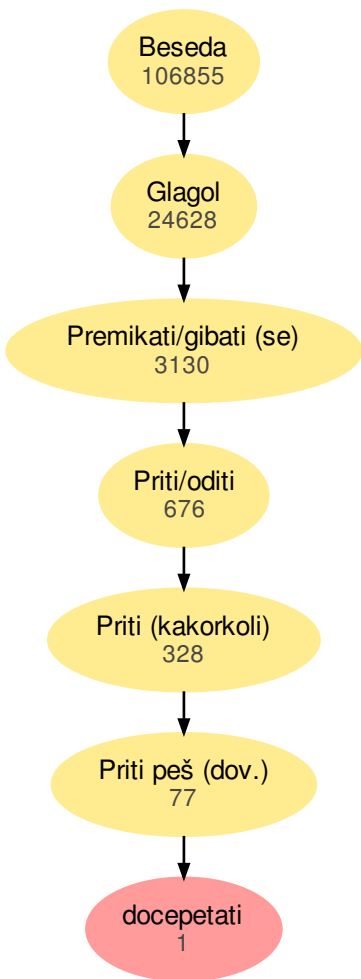 Beseda
106855
Glagol
24628
Premikati/gibati (se)
3130
Priti/oditi
676
Priti (kakorkoli)
328
Priti peš (dov.)
77
docepetati
1